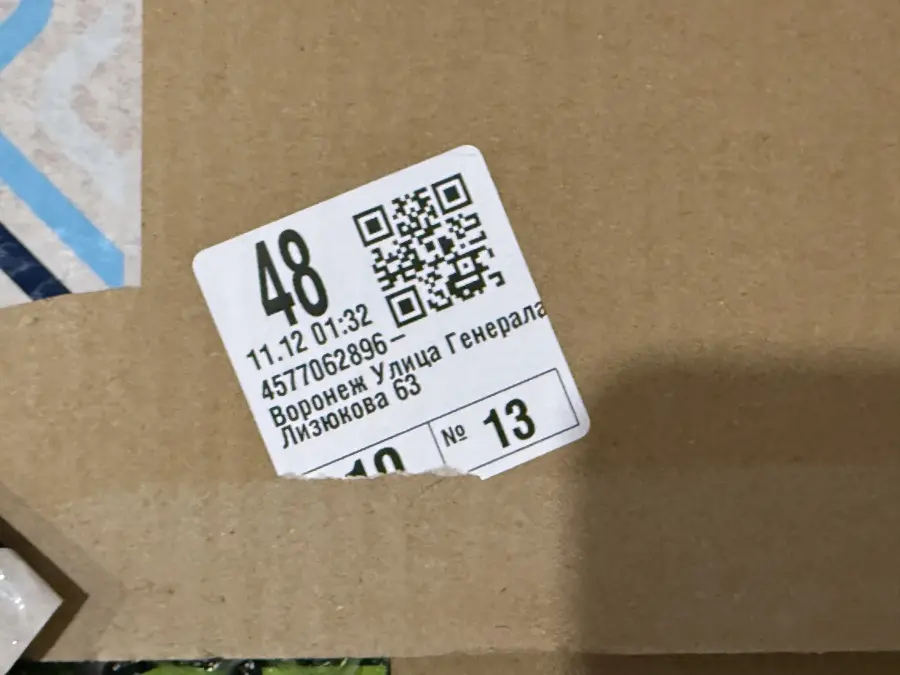 48
11.12 01:32
4577062896–
Воронеж Улица Генерала
Лизюкова 63
№ 13